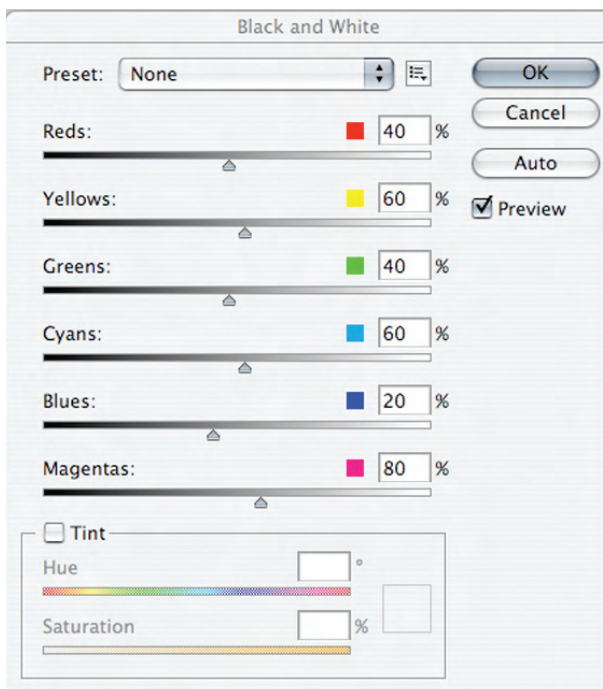 Black and White
Preset: None
OK
Cancel
Auto
Preview
Reds: 40 %
Yellows: 60 %
Greens: 40 %
Cyans: 60 %
Blues: 20 %
Magentas: 80 %
Tint
Hue °
Saturation %